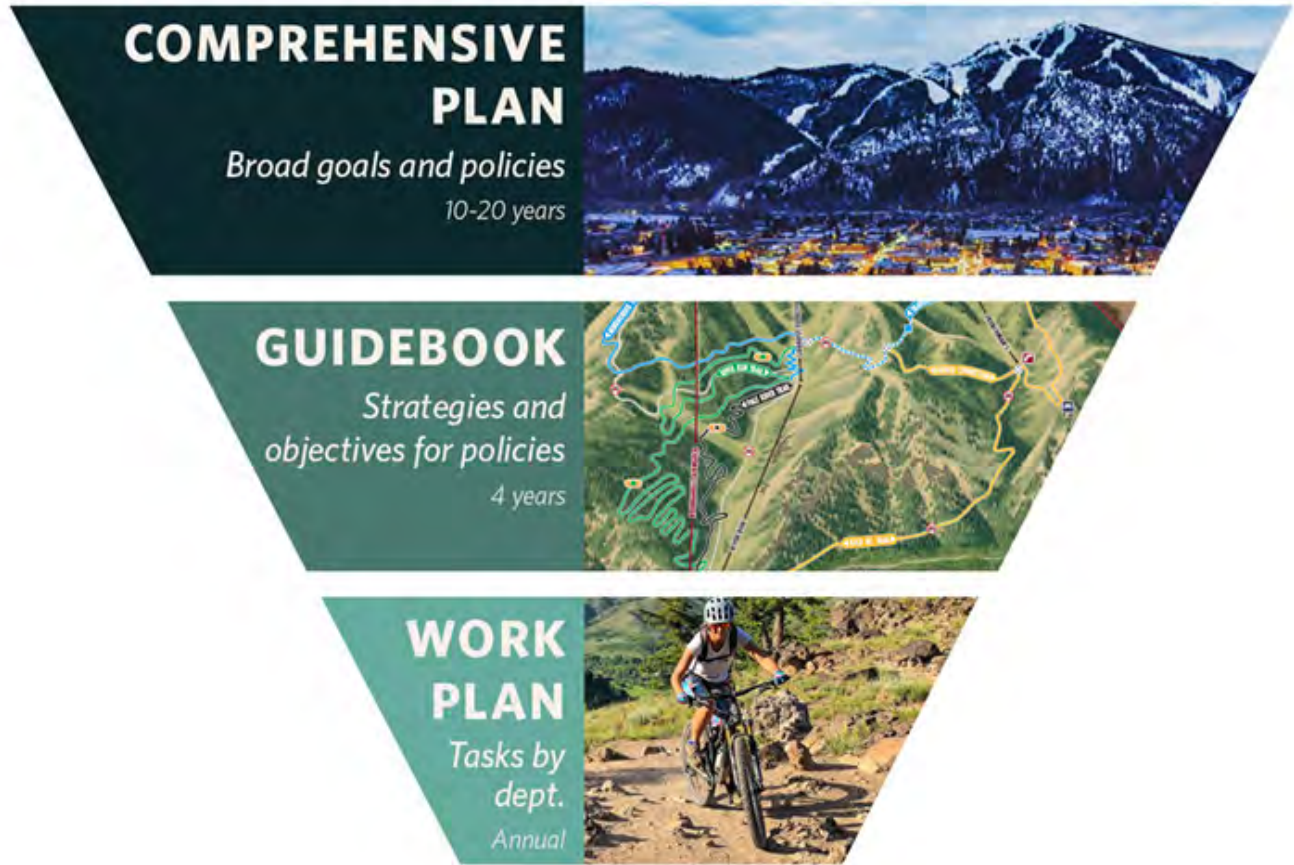 COMPREHENSIVE
PLAN
Broad goals and policies
10-20 years
GUIDEBOOK
Strategies and
objectives for policies
4 years
WORK
PLAN
Tasks by
dept.
Annual